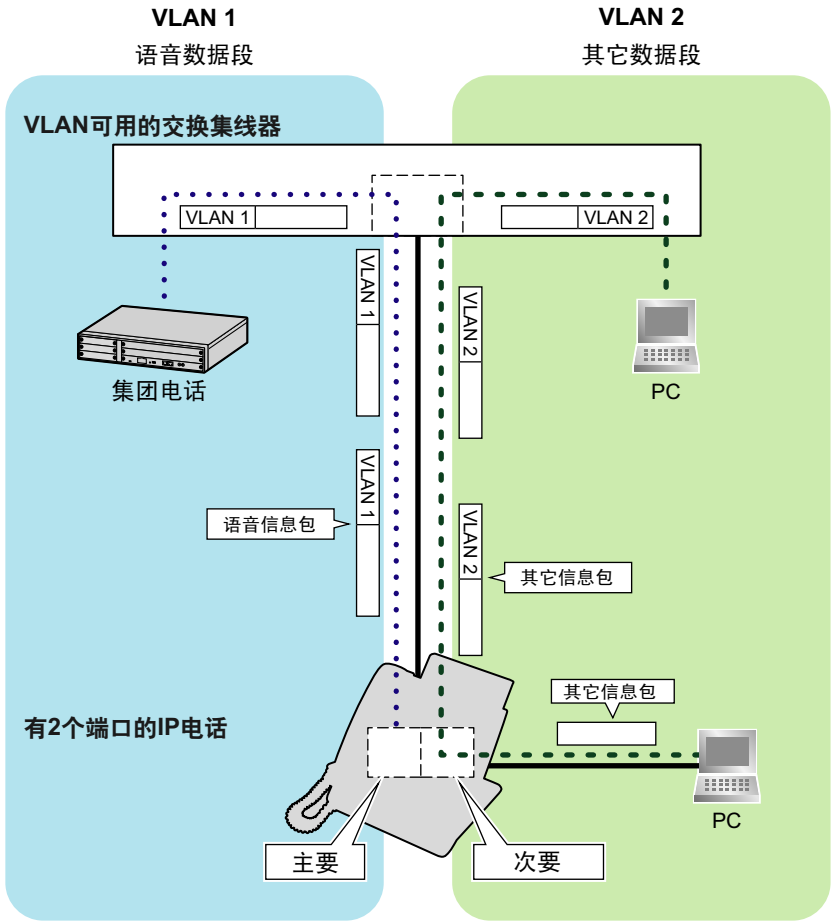 VLAN 1
语音数据段
VLAN 2
其它数据段
VLAN可用的交换集线器
VLAN 1
VLAN 2
VLAN 1
VLAN 2
集团电话
PC
VLAN 1
语音信息包
VLAN 2
其它信息包
其它信息包
有2个端口的IP电话
PC
主要
次要